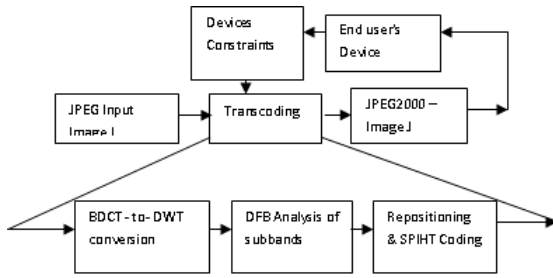 Devices
Constraints
End user's
Device
JPEG Input
Image I
Transcoding
JPEG2000 –
Image J
BDCT-to-DWT
conversion
DFB Analysis of
subbands
Repositioning
& SPIHT Coding